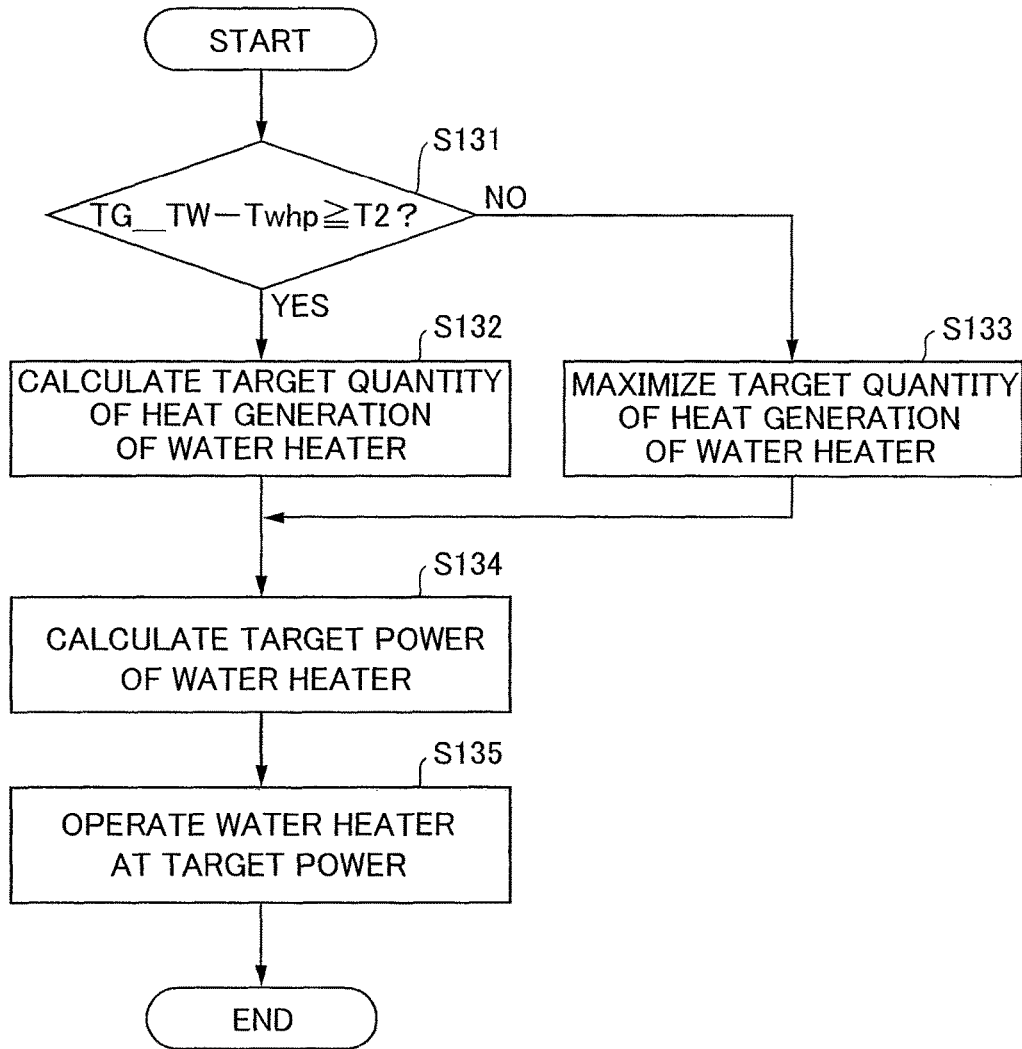 START
S131
TG__TW-Twhp≧T2?
NO
YES
S132
CALCULATE TARGET QUANTITY
OF HEAT GENERATION
OF WATER HEATER
S133
MAXIMIZE TARGET QUANTITY
OF HEAT GENERATION
OF WATER HEATER
S134
CALCULATE TARGET POWER
OF WATER HEATER
S135
OPERATE WATER HEATER
AT TARGET POWER
END